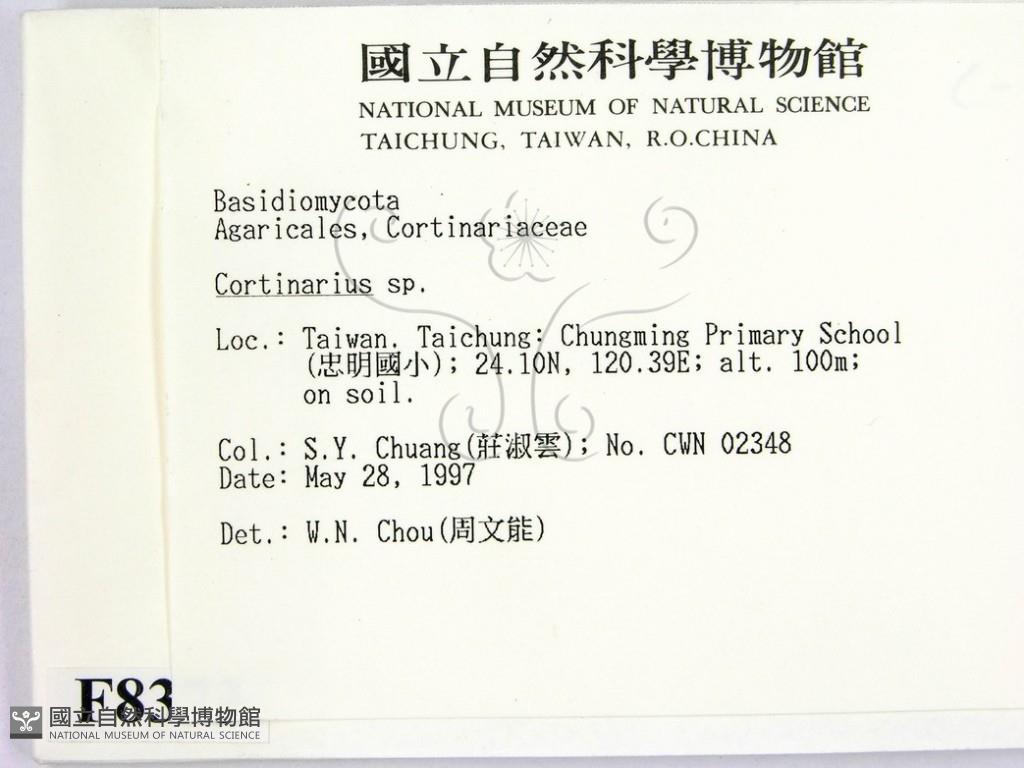 國立自然科學博物館
NATIONAL MUSEUM OF NATURAL SCIENCE
TAICHUNG, TAIWAN, R.O.CHINA
Basidiomycota
Agaricales, Cortinariaceae
Cortinarius sp.
Loc.: Taiwan. Taichung: Chungming Primary School
(忠明國小); 24.10N, 120.39E; alt. 100m;
on soil.
Col.: S.Y. Chuang(莊淑雲); No. CWN 02348
Date: May 28, 1997
Det.: W.N. Chou(周文能)
F83
國立自然科學博物館
NATIONAL MUSEUM OF NATURAL SCIENCE